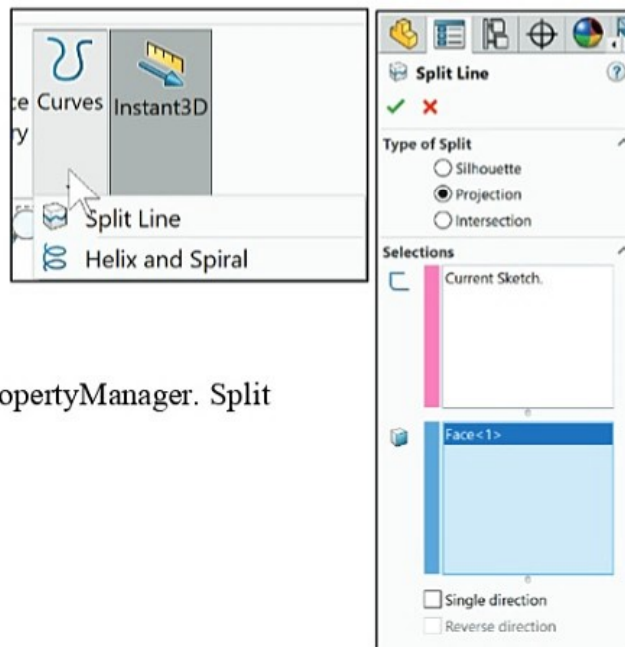 Curves
Instant3D
Split Line
Helix and Spiral
opertyManager. Split
Split Line
Type of Split
Silhouette
Projection
Intersection
Selections
Current Sketch.
Face<1>
Single direction
Reverse direction